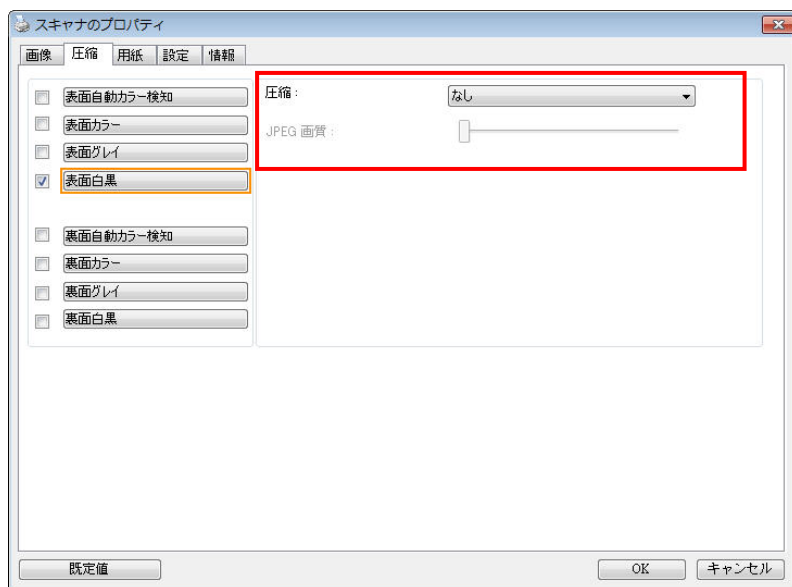 スキャナのプロパティ
画像 圧縮 用紙 設定 情報
表面自動カラー検知
表面カラー
表面グレイ
表面白黒
裏面自動カラー検知
裏面カラー
裏面グレイ
裏面白黒
圧縮 : なし
JPEG 画質 :
既定値 OK キャンセル